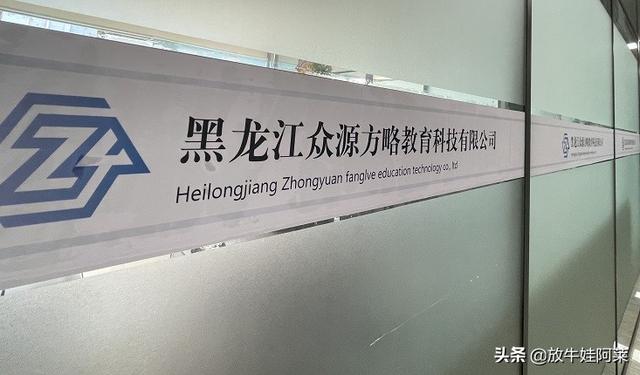 黑龙江众源方略教育科技有限公司
Heilongjiang Zhongyuan fanglve education technology co., ltd
Z
头条 @放牛娃阿莱